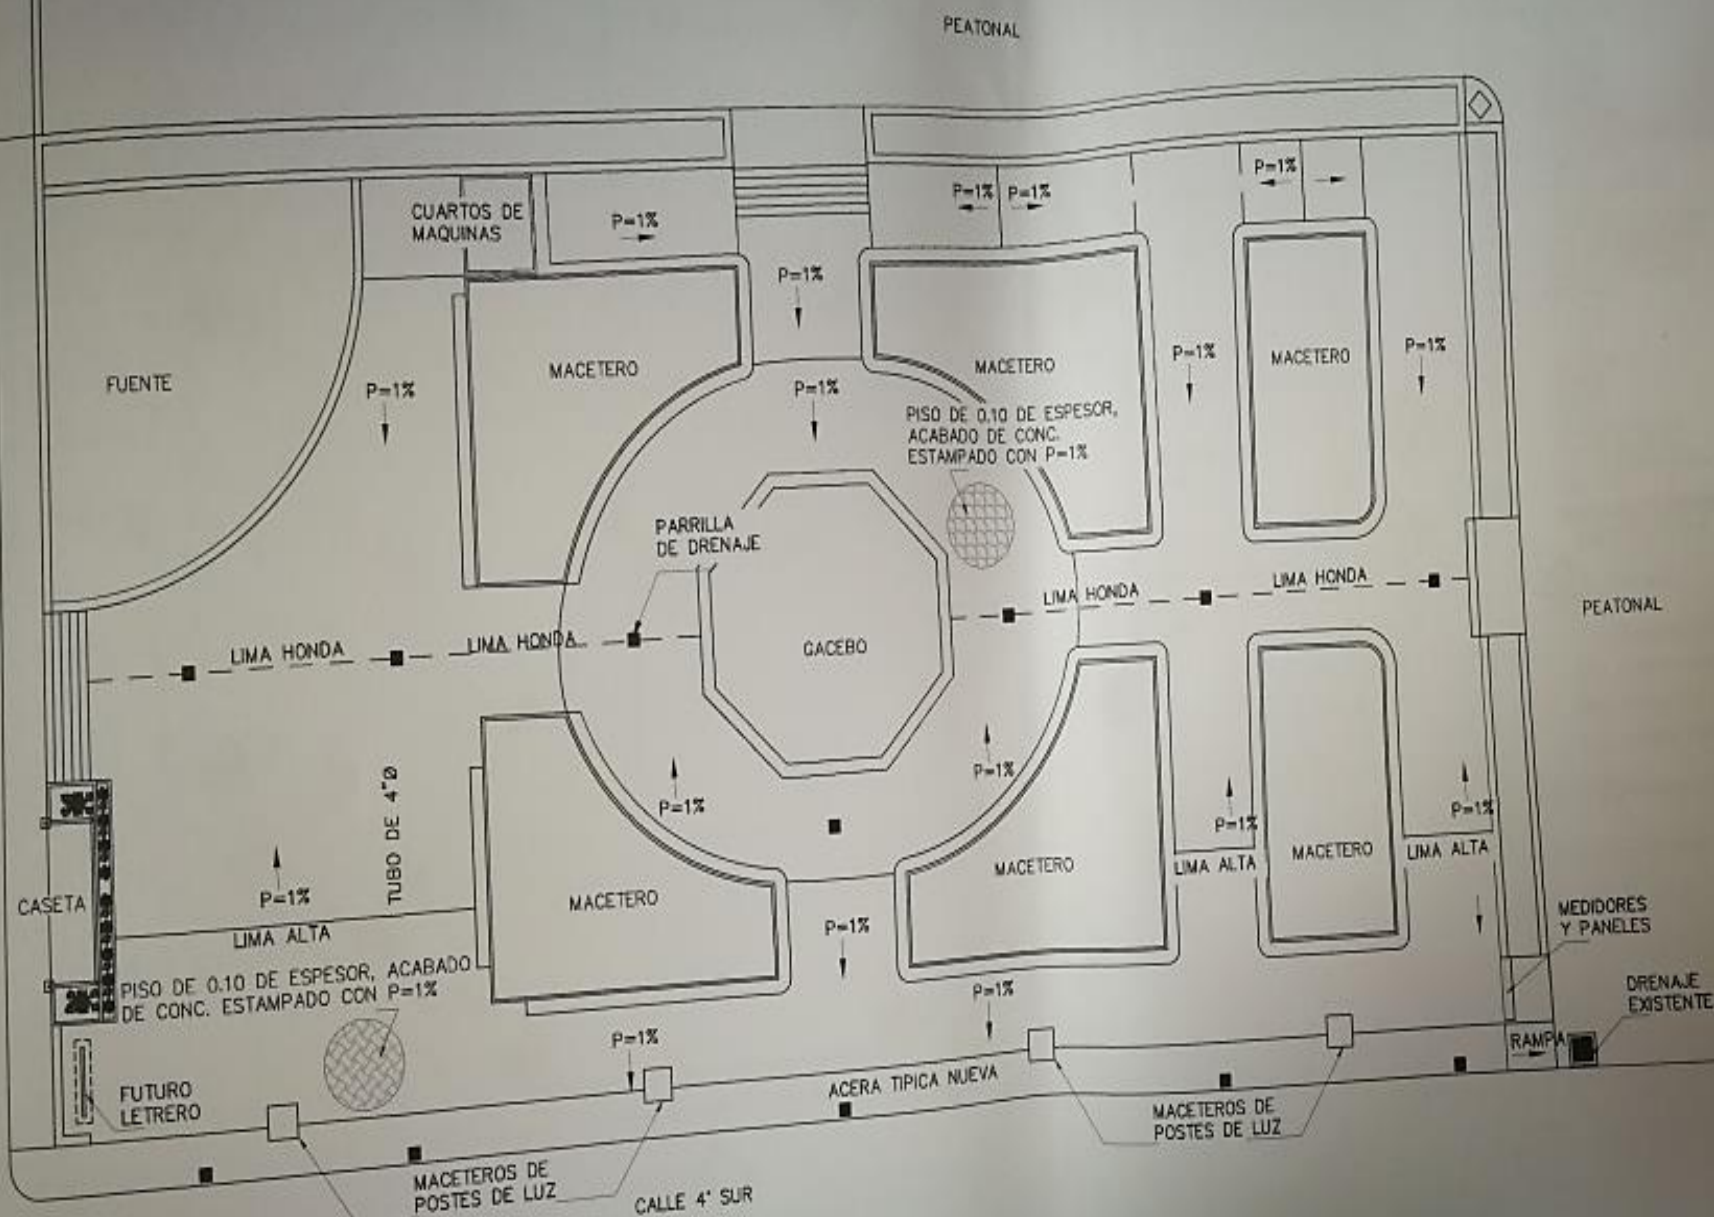 PEATONAL
CUARTOS DE
MAQUINAS
P=1%
P=1%
P=1%
P=1%
P=1%
FUENTE
P=1%
MACETERO
P=1%
MACETERO
P=1%
MACETERO
P=1%
P=1%
PISO DE 0.10 DE ESPESOR,
ACABADO DE CONC.
ESTAMPADO CON P=1%
PARRILLA
DE DRENAJE
LIMA HONDA
LIMA HONDA
GACEBO
LIMA HONDA
LIMA HONDA
PEATONAL
TUBO DE 4"Ø
P=1%
P=1%
P=1%
P=1%
P=1%
CASETA
LIMA ALTA
MACETERO
MACETERO
LIMA ALTA
MACETERO
LIMA ALTA
P=1%
MEDIDORES
Y PANELES
PISO DE 0.10 DE ESPESOR, ACABADO
DE CONC. ESTAMPADO CON P=1%
P=1%
P=1%
DRENAJE
EXISTENTE
RAMPA
FUTURO
LETRERO
ACERA TIPICA NUEVA
MACETEROS DE
POSTES DE LUZ
MACETEROS DE
POSTES DE LUZ
CALLE 4° SUR